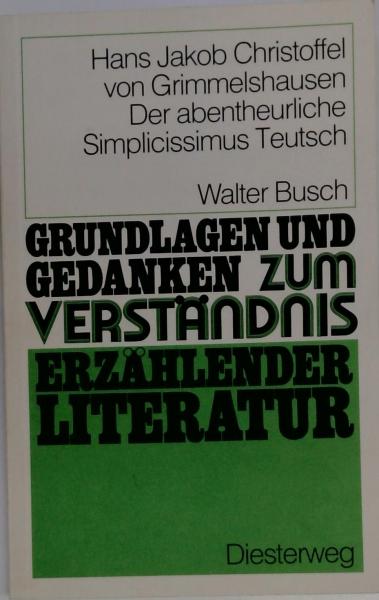 Hans Jakob Christoffel
von Grimmelshausen
Der abentheurliche
Simplicissimus Teutsch
Walter Busch
GRUNDLAGEN UND
GEDANKEN ZUM
VERSTÄNDNIS
ERZÄHLENDER
LITERATUR
Diesterweg